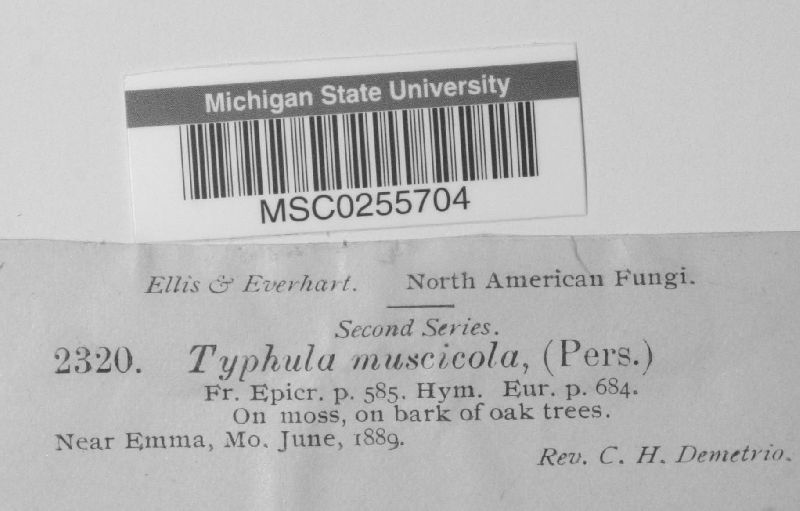 Michigan State University
MSC0255704
Ellis & Everhart. North American Fungi.
Second Series.
2320. Typhula muscicola, (Pers.)
Fr. Epicr. p. 585. Hym. Eur. p. 684.
On moss, on bark of oak trees.
Near Emma, Mo. June, 1889.
Rev. C. H. Demetrio.